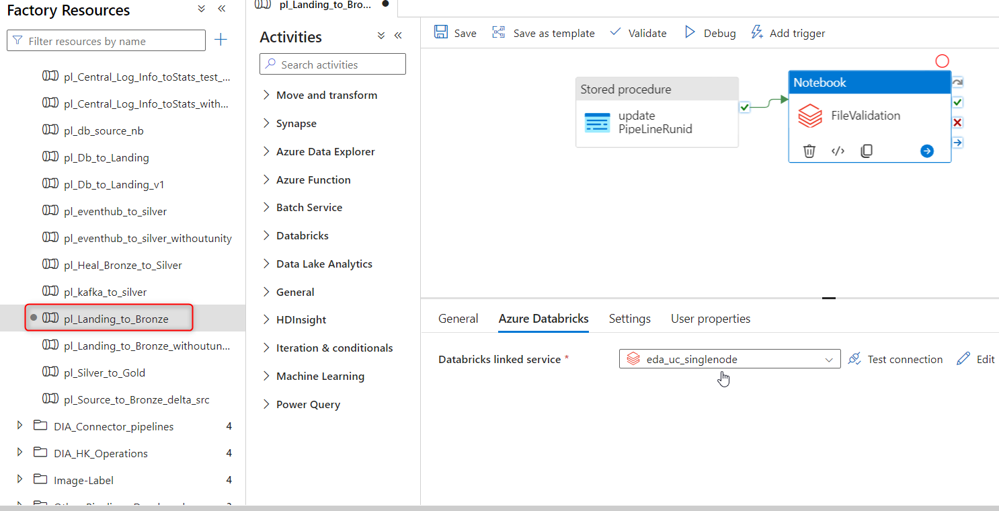 Factory Resources
Filter resources by name
pl_Central_Log_Info_toStats_test_...
pl_Central_Log_Info_toStats_with...
pl_db_source_nb
pl_Db_to_Landing
pl_Db_to_Landing_v1
pl_eventhub_to_silver
pl_eventhub_to_silver_withoutunity
pl_Heal_Bronze_to_Silver
pl_kafka_to_silver
pl_Landing_to_Bronze
pl_Landing_to_Bronze_withoutun...
pl_Silver_to_Gold
pl_Source_to_Bronze_delta_src
DIA_Connector_pipelines 4
DIA_HK_Operations 4
Image-Label 4
pl_Landing_to_Bro...
Activities
Search activities
Move and transform
Synapse
Azure Data Explorer
Azure Function
Batch Service
Databricks
Data Lake Analytics
General
HDInsight
Iteration & conditionals
Machine Learning
Power Query
Save Save as template Validate Debug Add trigger
Stored procedure
update
PipeLineRunid
Notebook
FileValidation
General Azure Databricks Settings User properties
Databricks linked service * eda_uc_singlenode Test connection Edit